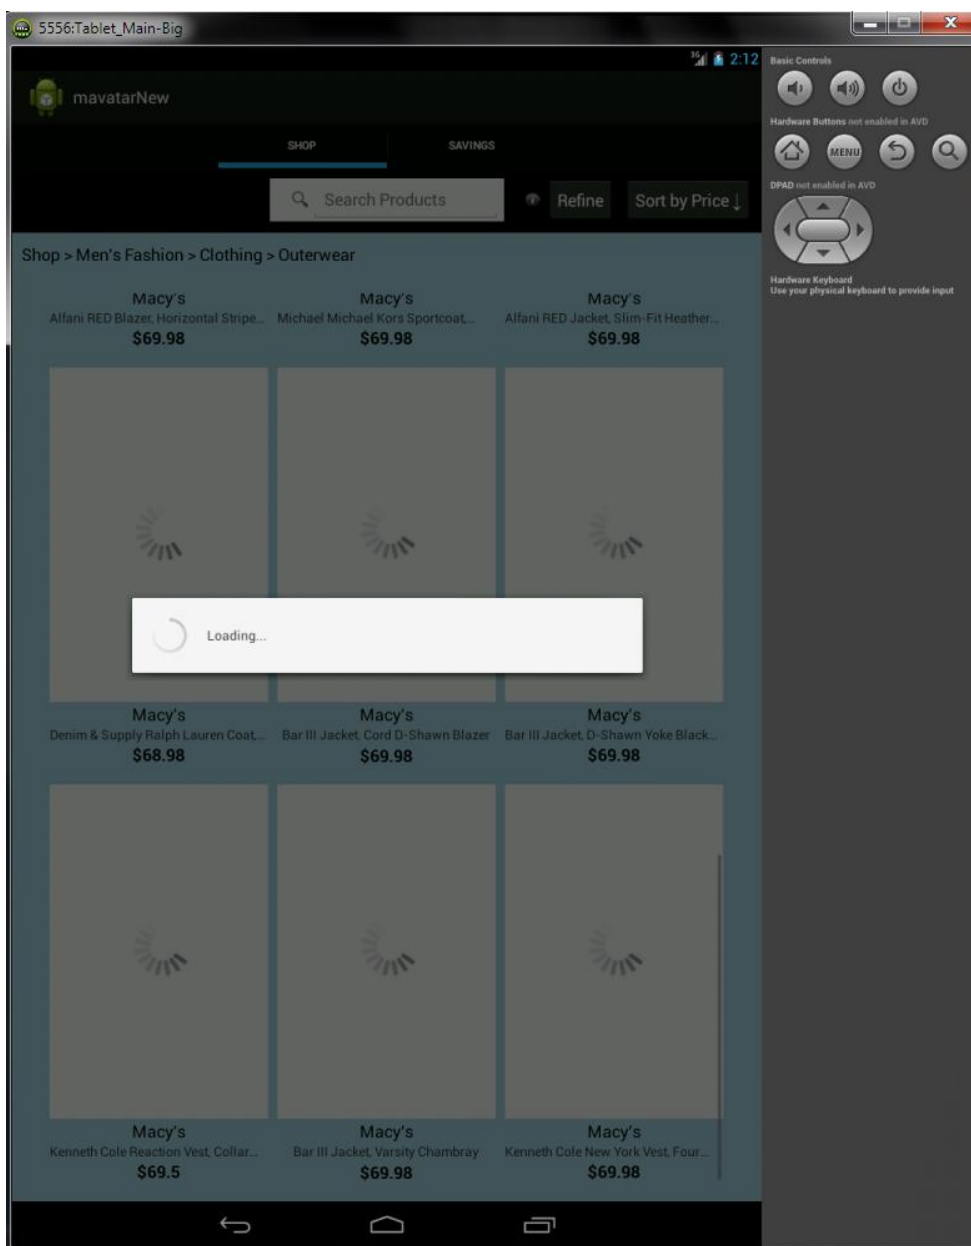 5556:Tablet_Main-Big
3G 2:12
mavatarNew
SHOP SAVINGS
Search Products Refine Sort by Price↓
Shop > Men's Fashion > Clothing > Outerwear
Macy's Macy's Macy's
Alfani RED Blazer, Horizontal Stripe... Michael Michael Kors Sportcoat,... Alfani RED Jacket, Slim-Fit Heather...
$69.98 $69.98 $69.98
Loading...
Macy's Macy's Macy's
Denim & Supply Ralph Lauren Coat,... Bar III Jacket, Cord D-Shawn Blazer Bar III Jacket, D-Shawn Yoke Black...
$68.98 $69.98 $69.98
Macy's Macy's Macy's
Kenneth Cole Reaction Vest, Collar... Bar III Jacket, Varsity Chambray Kenneth Cole New York Vest, Four...
$69.5 $69.98 $69.98
Basic Controls
Hardware Buttons not enabled in AVD
MENU
DPAD not enabled in AVD
Hardware Keyboard
Use your physical keyboard to provide input